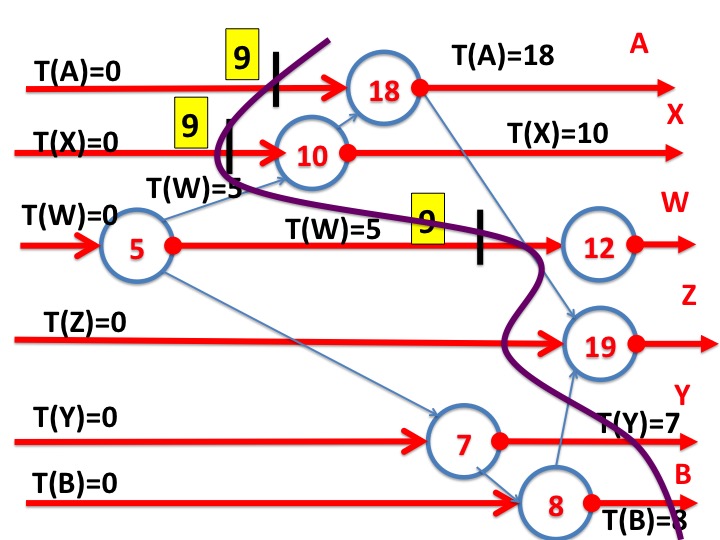 A
9
T(A)=18
T(A)=0
18
X
9
T(X)=10
T(X)=0
10
T(W)=5
W
T(W)=0
T(W)=5
9
5
12
Z
T(Z)=0
19
Y
T(Y)=0
T(Y)=7
7
B
T(B)=0
8
T(B)=8